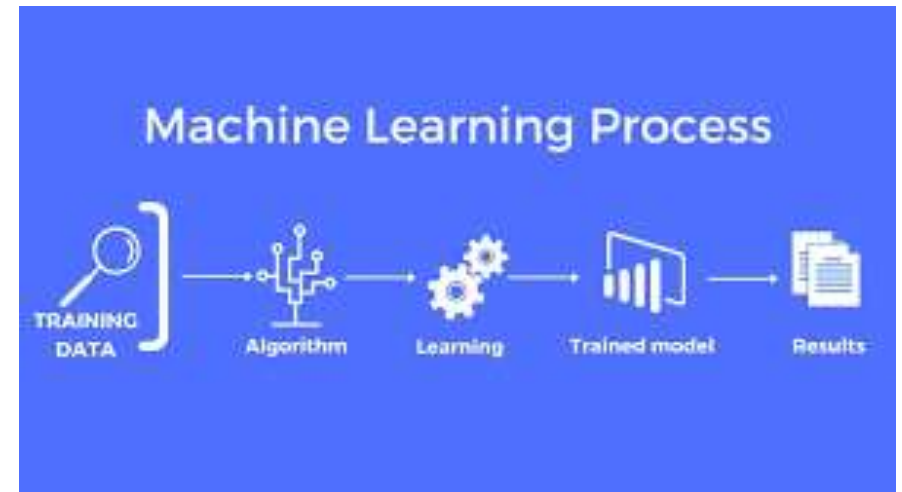 Machine Learning Process
TRAINING
DATA
Algorithm
Learning
Trained model
Results